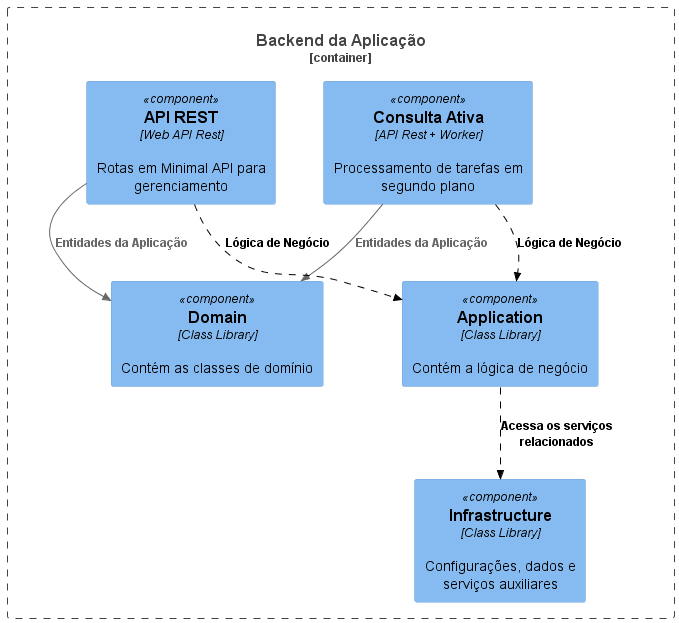 Backend da Aplicação
[container]
«component»
API REST
[Web API Rest]
Rotas em Minimal API para
gerenciamento
«component»
Consulta Ativa
[API Rest + Worker]
Processamento de tarefas em
segundo plano
Entidades da Aplicação
Lógica de Negócio
Entidades da Aplicação
Lógica de Negócio
«component»
Domain
[Class Library]
Contém as classes de domínio
«component»
Application
[Class Library]
Contém a lógica de negócio
Acessa os serviços
relacionados
«component»
Infrastructure
[Class Library]
Configurações, dados e
serviços auxiliares